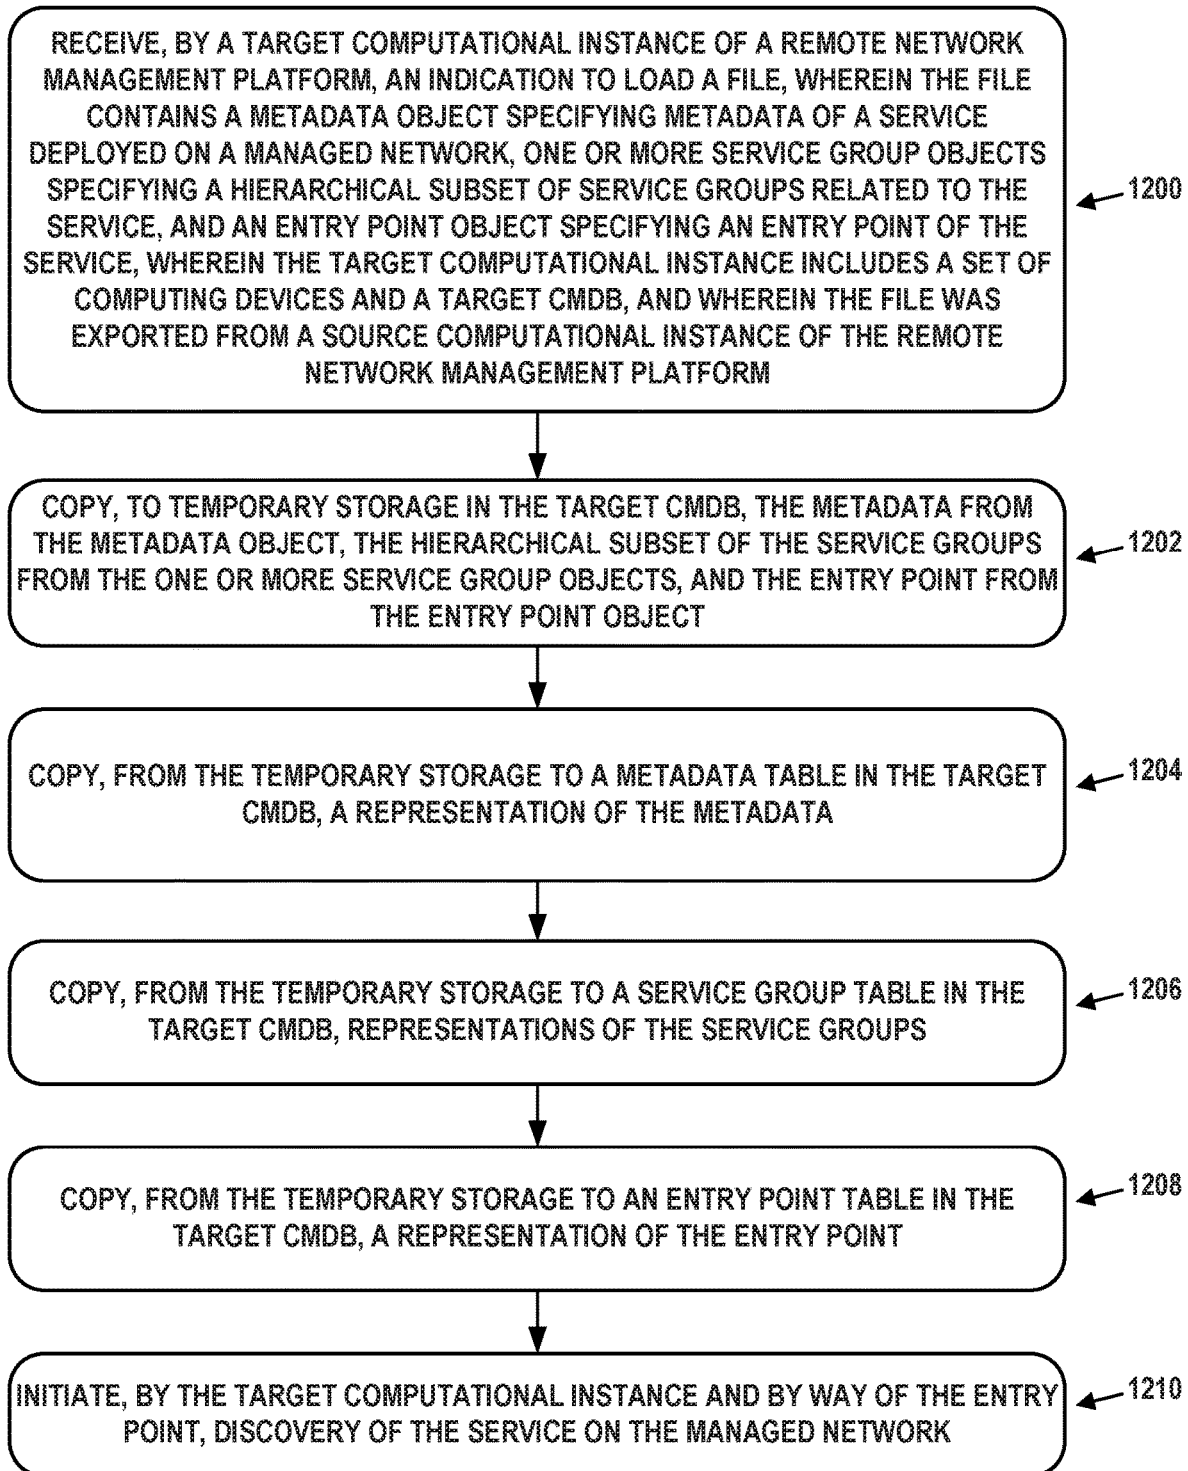 RECEIVE, BY A TARGET COMPUTATIONAL INSTANCE OF A REMOTE NETWORK
MANAGEMENT PLATFORM, AN INDICATION TO LOAD A FILE, WHEREIN THE FILE
CONTAINS A METADATA OBJECT SPECIFYING METADATA OF A SERVICE
DEPLOYED ON A MANAGED NETWORK, ONE OR MORE SERVICE GROUP OBJECTS
SPECIFYING A HIERARCHICAL SUBSET OF SERVICE GROUPS RELATED TO THE
SERVICE, AND AN ENTRY POINT OBJECT SPECIFYING AN ENTRY POINT OF THE
SERVICE, WHEREIN THE TARGET COMPUTATIONAL INSTANCE INCLUDES A SET OF
COMPUTING DEVICES AND A TARGET CMDB, AND WHEREIN THE FILE WAS
EXPORTED FROM A SOURCE COMPUTATIONAL INSTANCE OF THE REMOTE
NETWORK MANAGEMENT PLATFORM
1200
COPY, TO TEMPORARY STORAGE IN THE TARGET CMDB, THE METADATA FROM
THE METADATA OBJECT, THE HIERARCHICAL SUBSET OF THE SERVICE GROUPS
FROM THE ONE OR MORE SERVICE GROUP OBJECTS, AND THE ENTRY POINT FROM
THE ENTRY POINT OBJECT
1202
COPY, FROM THE TEMPORARY STORAGE TO A METADATA TABLE IN THE TARGET
CMDB, A REPRESENTATION OF THE METADATA
1204
COPY, FROM THE TEMPORARY STORAGE TO A SERVICE GROUP TABLE IN THE
TARGET CMDB, REPRESENTATIONS OF THE SERVICE GROUPS
1206
COPY, FROM THE TEMPORARY STORAGE TO AN ENTRY POINT TABLE IN THE
TARGET CMDB, A REPRESENTATION OF THE ENTRY POINT
1208
INITIATE, BY THE TARGET COMPUTATIONAL INSTANCE AND BY WAY OF THE ENTRY
POINT, DISCOVERY OF THE SERVICE ON THE MANAGED NETWORK
1210